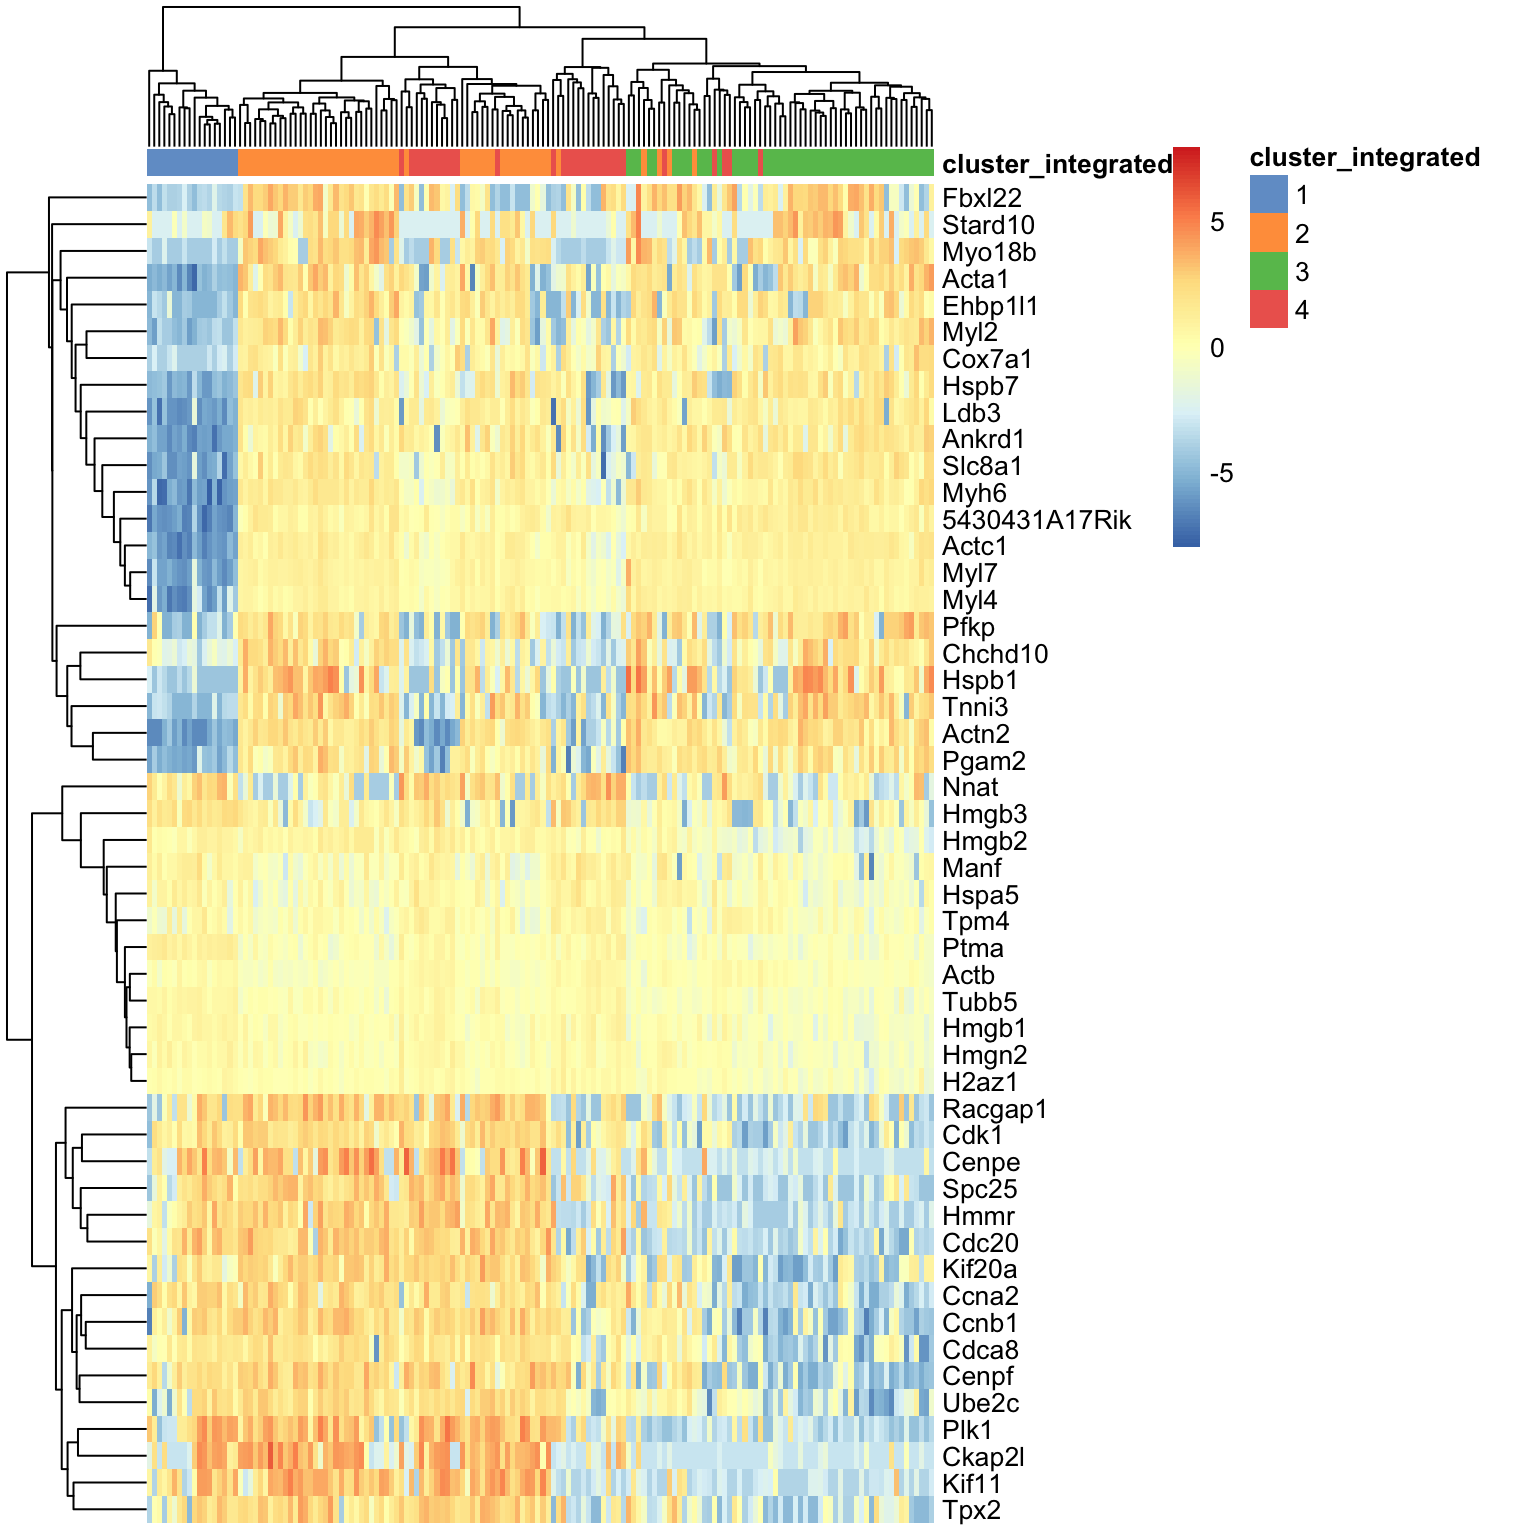 cluster_integrated
cluster_integrated
1
2
3
4
5
0
-5
Fbxl22
Stard10
Myo18b
Acta1
Ehbp1l1
Myl2
Cox7a1
Hspb7
Ldb3
Ankrd1
Slc8a1
Myh6
5430431A17Rik
Actc1
Myl7
Myl4
Pfkp
Chchd10
Hspb1
Tnni3
Actn2
Pgam2
Nnat
Hmgb3
Hmgb2
Manf
Hspa5
Tpm4
Ptma
Actb
Tubb5
Hmgb1
Hmgn2
H2az1
Racgap1
Cdk1
Cenpe
Spc25
Hmmr
Cdc20
Kif20a
Ccna2
Ccnb1
Cdca8
Cenpf
Ube2c
Plk1
Ckap2l
Kif11
Tpx2